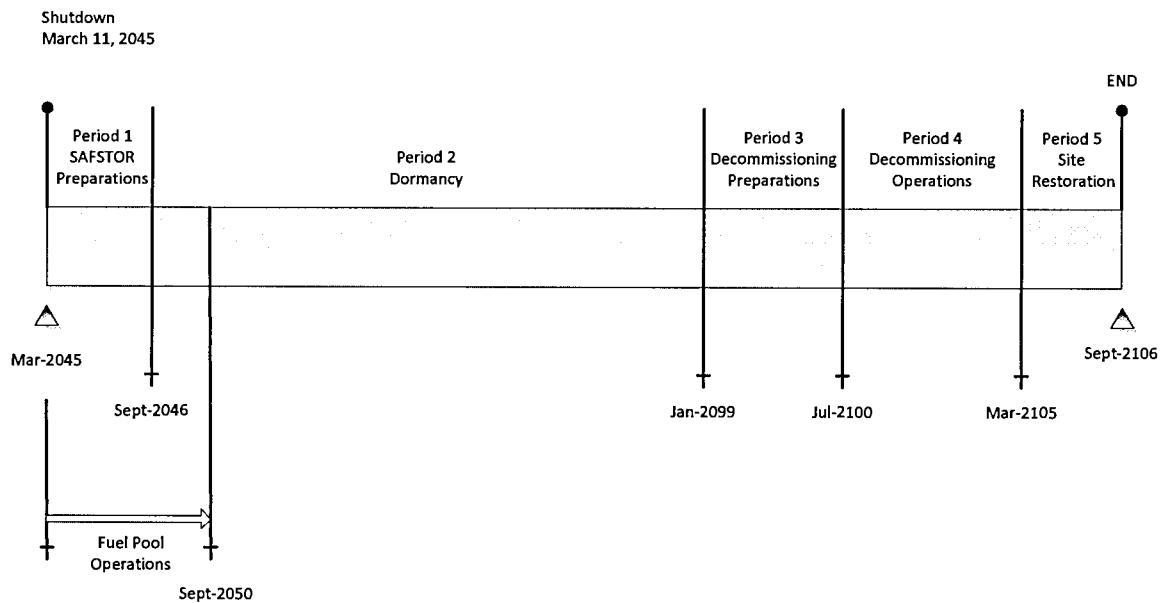 Shutdown
March 11, 2045
END
Period 1
SAFSTOR
Preparations
Period 2
Dormancy
Period 3
Decommissioning
Preparations
Period 4
Decommissioning
Operations
Period 5
Site
Restoration
Mar-2045
Sept-2046
Jan-2099
Jul-2100
Mar-2105
Sept-2106
Fuel Pool
Operations
Sept-2050